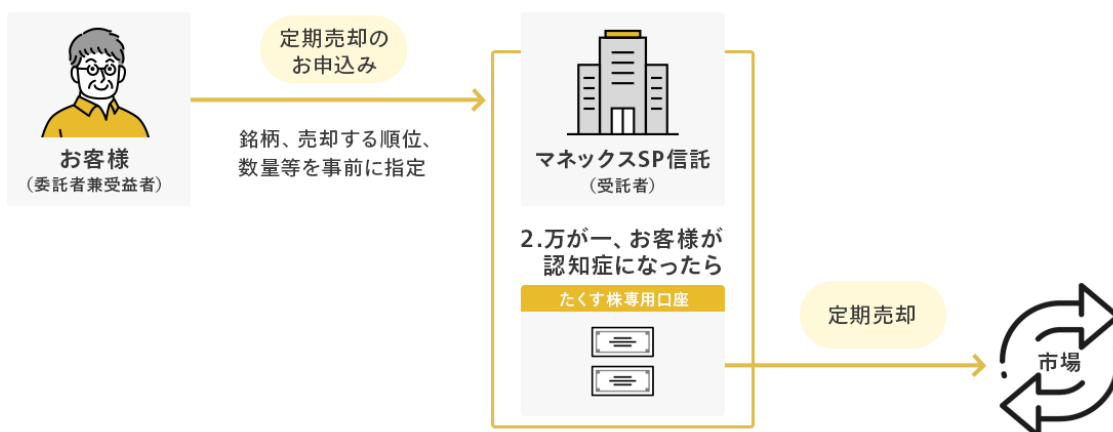 お客様
（委託者兼受益者）
定期売却の
お申込み
銘柄、売却する順位、
数量等を事前に指定
マネックスSP信託
（受託者）
2.万が一、お客様が
認知症になったら
たくす株専用口座
定期売却
市場